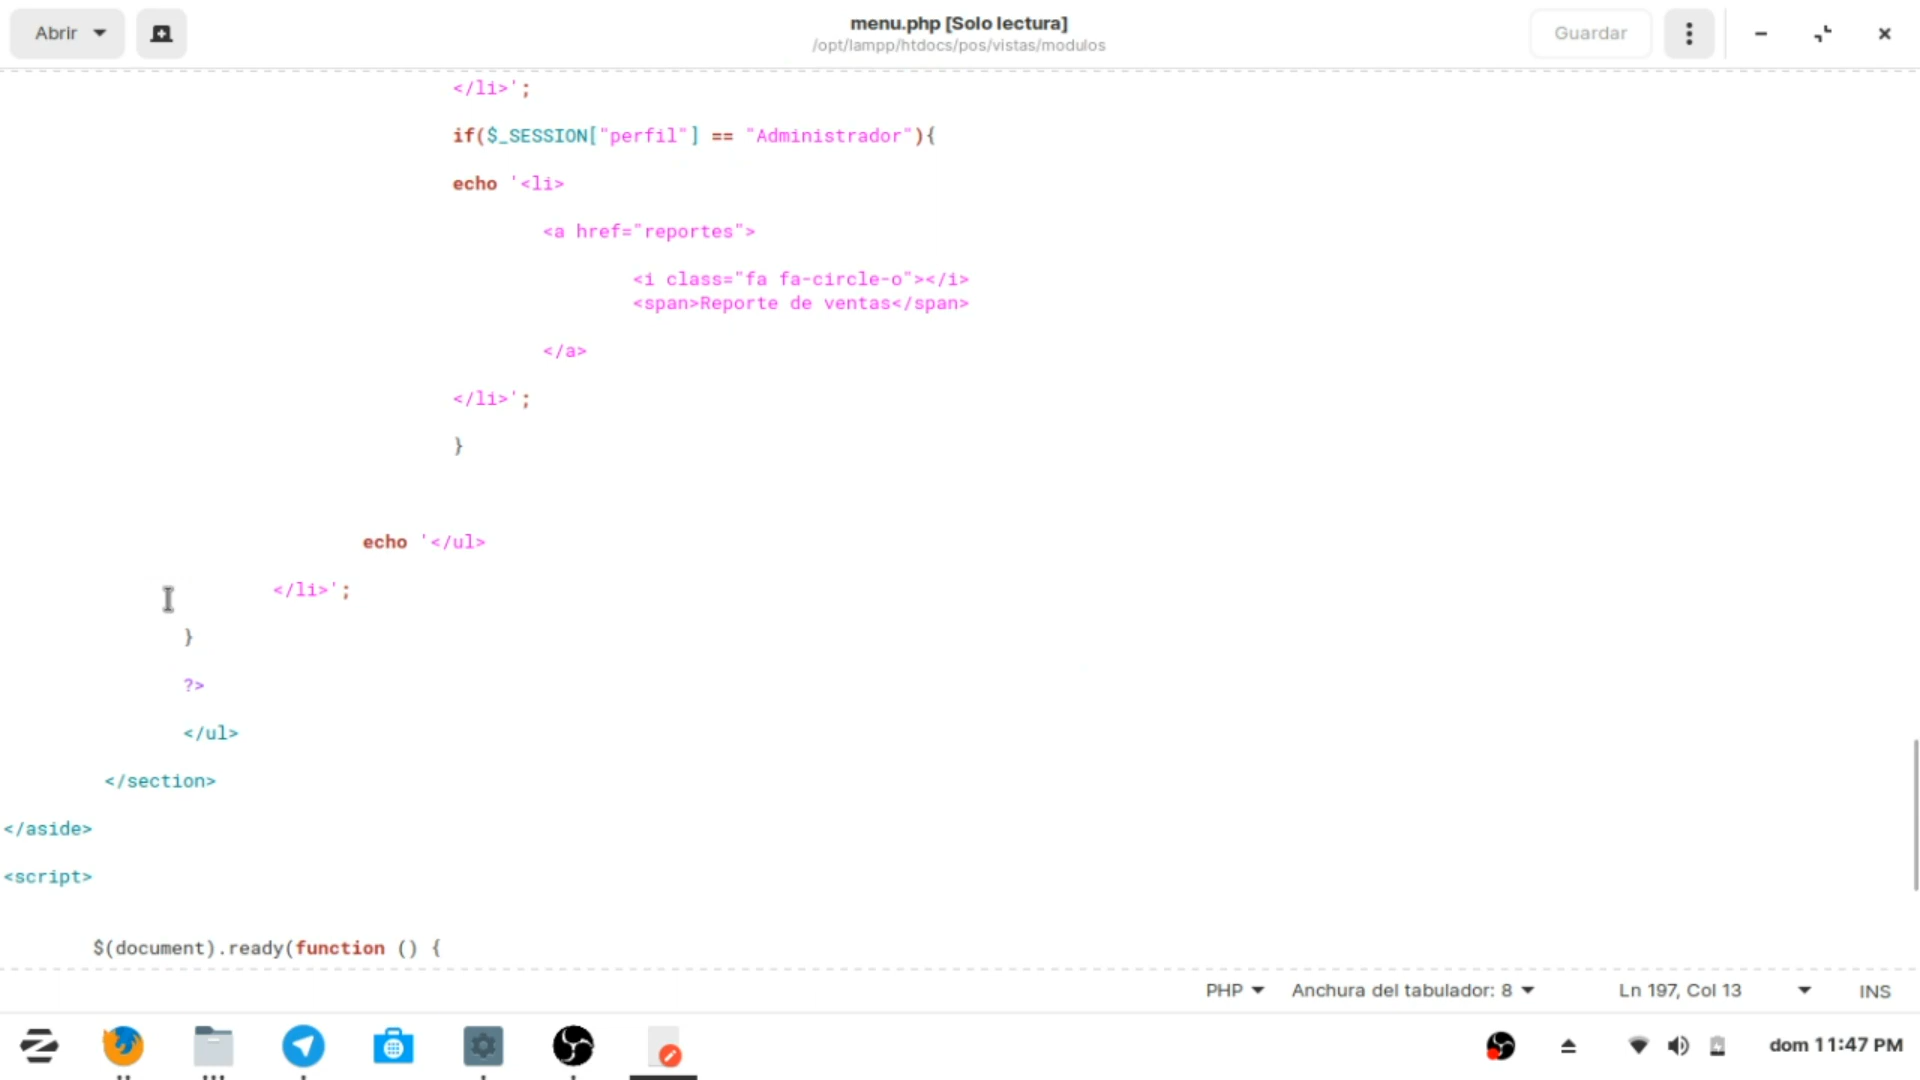 Abrir
menu.php [Solo lectura]
/opt/lampp/htdocs/pos/vistas/modulos
Guardar
</li>';
if($_SESSION["perfil"] == "Administrador"){
echo '<li>
<a href="reportes">
<i class="fa fa-circle-o"></i>
<span>Reporte de ventas</span>
</a>
</li>';
}
echo '</ul>
</li>';
}
?>
</ul>
</section>
</aside>
<script>
$(document).ready(function () {
PHP Anchura del tabulador: 8 Ln 197, Col 13 INS
dom 11:47 PM